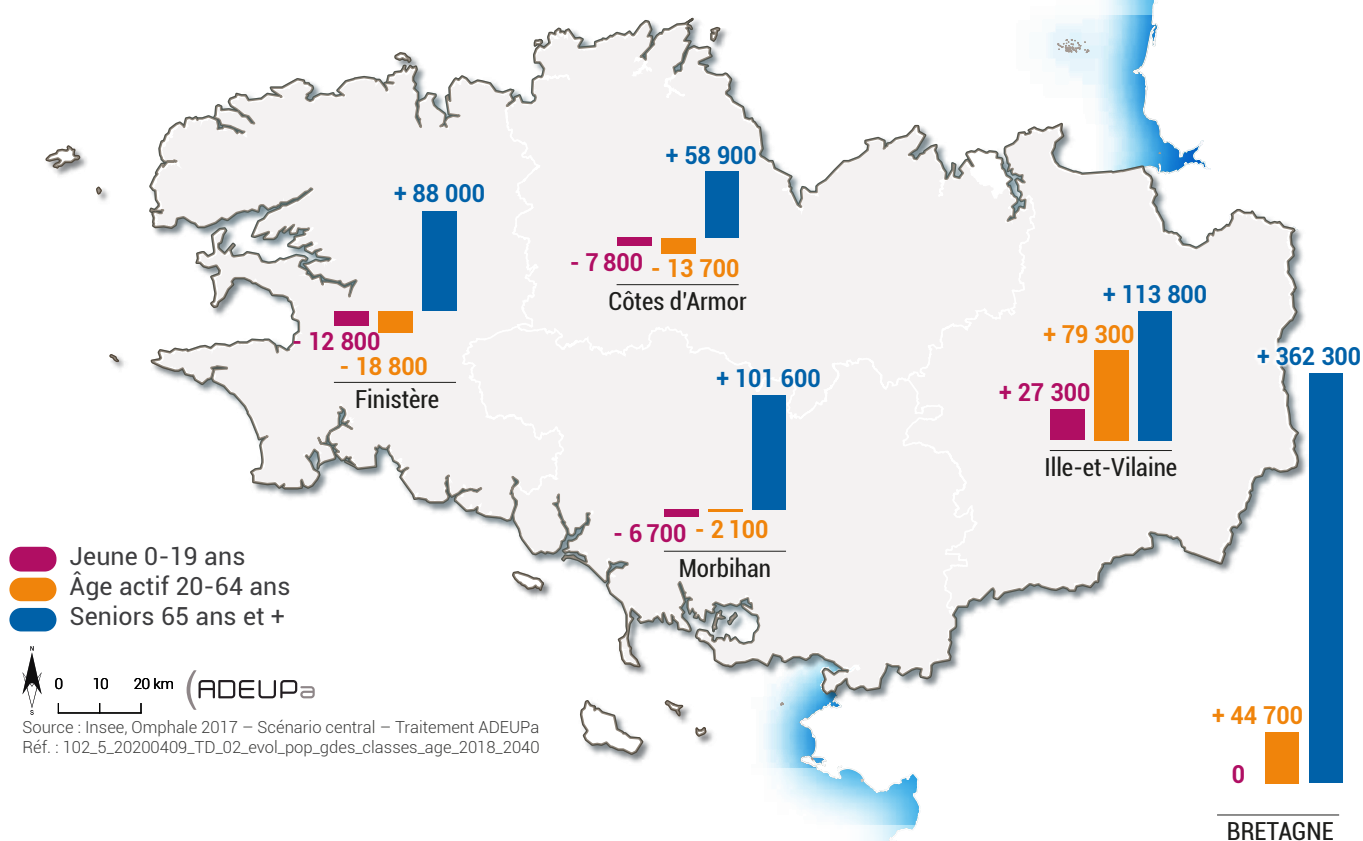 + 58 900
- 7 800
- 13 700
Côtes d'Armor
+ 88 000
- 12 800
- 18 800
Finistère
+ 101 600
- 6 700
- 2 100
Morbihan
+ 113 800
+ 79 300
+ 27 300
Ille-et-Vilaine
+ 362 300
+ 44 700
0
BRETAGNE
Jeune 0-19 ans
Âge actif 20-64 ans
Seniors 65 ans et +
N
S
0 10 20 km
ADEUPa
Source : Insee, Omphale 2017 – Scénario central – Traitement ADEUPa
Réf. : 102_5_20200409_TD_02_evol_pop_gdes_classes_age_2018_2040